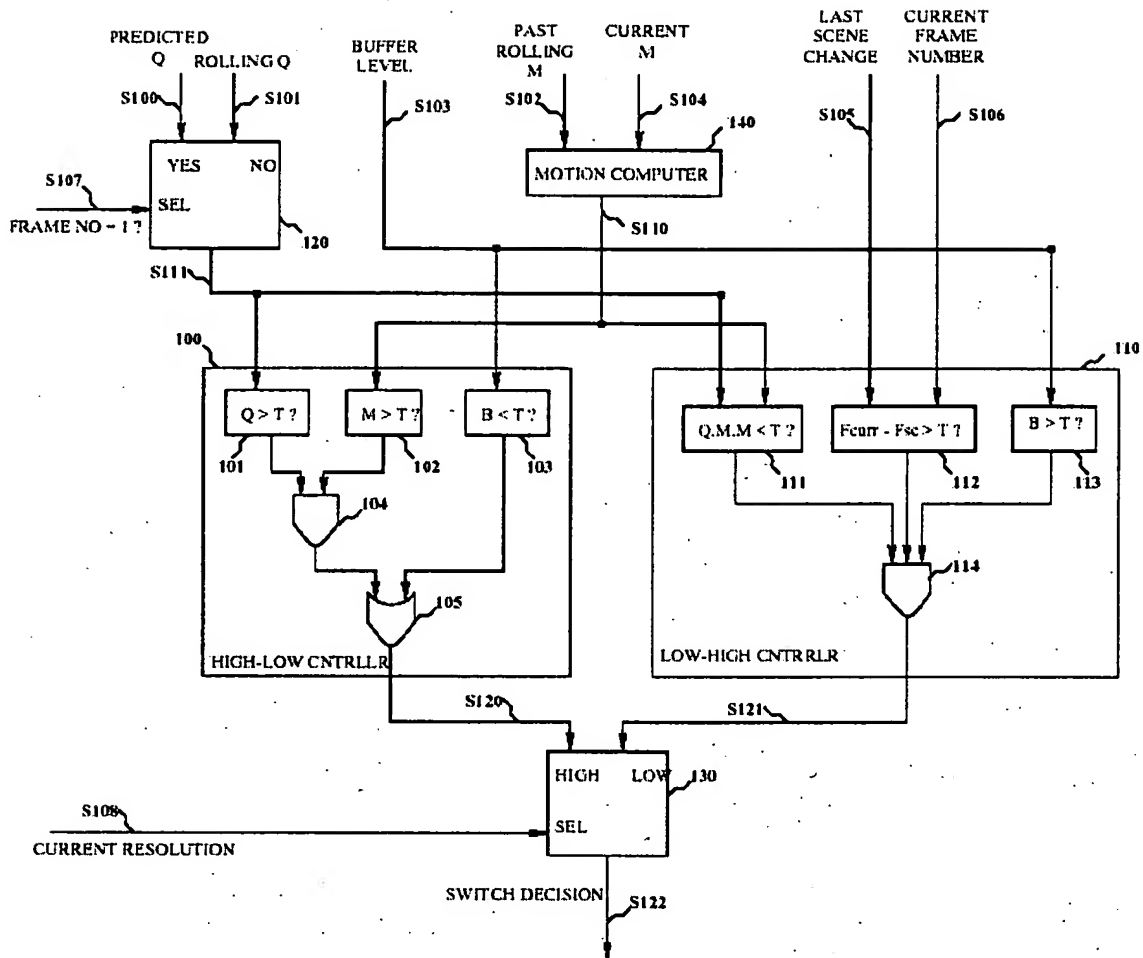 PREDICTED
Q
ROLLING Q
BUFFER
LEVEL
PAST
ROLLING
M
CURRENT
M
LAST
SCENE
CHANGE
CURRENT
FRAME
NUMBER
S100
S101
S103
S102
S104
S105
S106
140
YES NO
SEL
S107
FRAME NO = 1 ?
120
MOTION COMPUTER
S110
S111
100
110
Q > T ?
M > T ?
B < T ?
Q.M.M < T ?
Fcurr - Fsc > T ?
B > T ?
101
102
103
111
112
113
104
114
105
HIGH-LOW CNTRLLR
LOW-HIGH CNTRRLR
S120
S121
HIGH LOW
130
SEL
S108
CURRENT RESOLUTION
SWITCH DECISION
S122